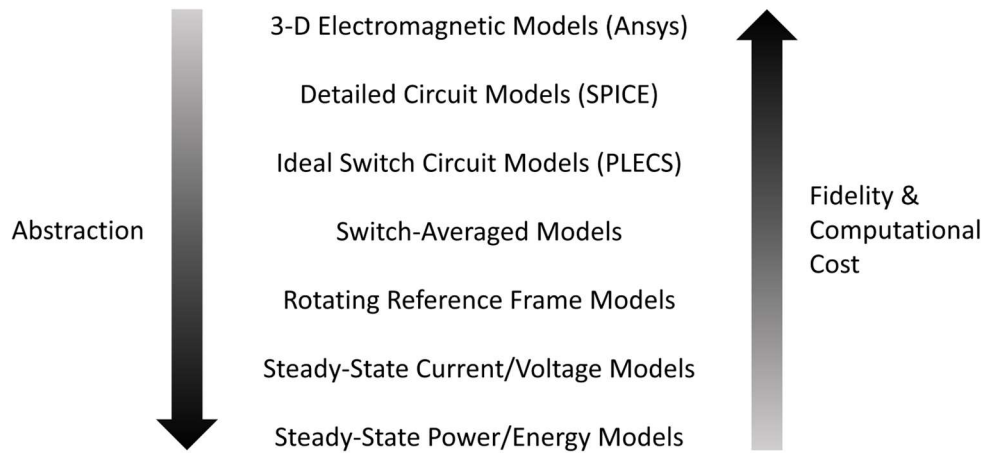 3-D Electromagnetic Models (Ansys)
Detailed Circuit Models (SPICE)
Ideal Switch Circuit Models (PLECS)
Abstraction
Switch-Averaged Models
Fidelity &
Computational
Cost
Rotating Reference Frame Models
Steady-State Current/Voltage Models
Steady-State Power/Energy Models